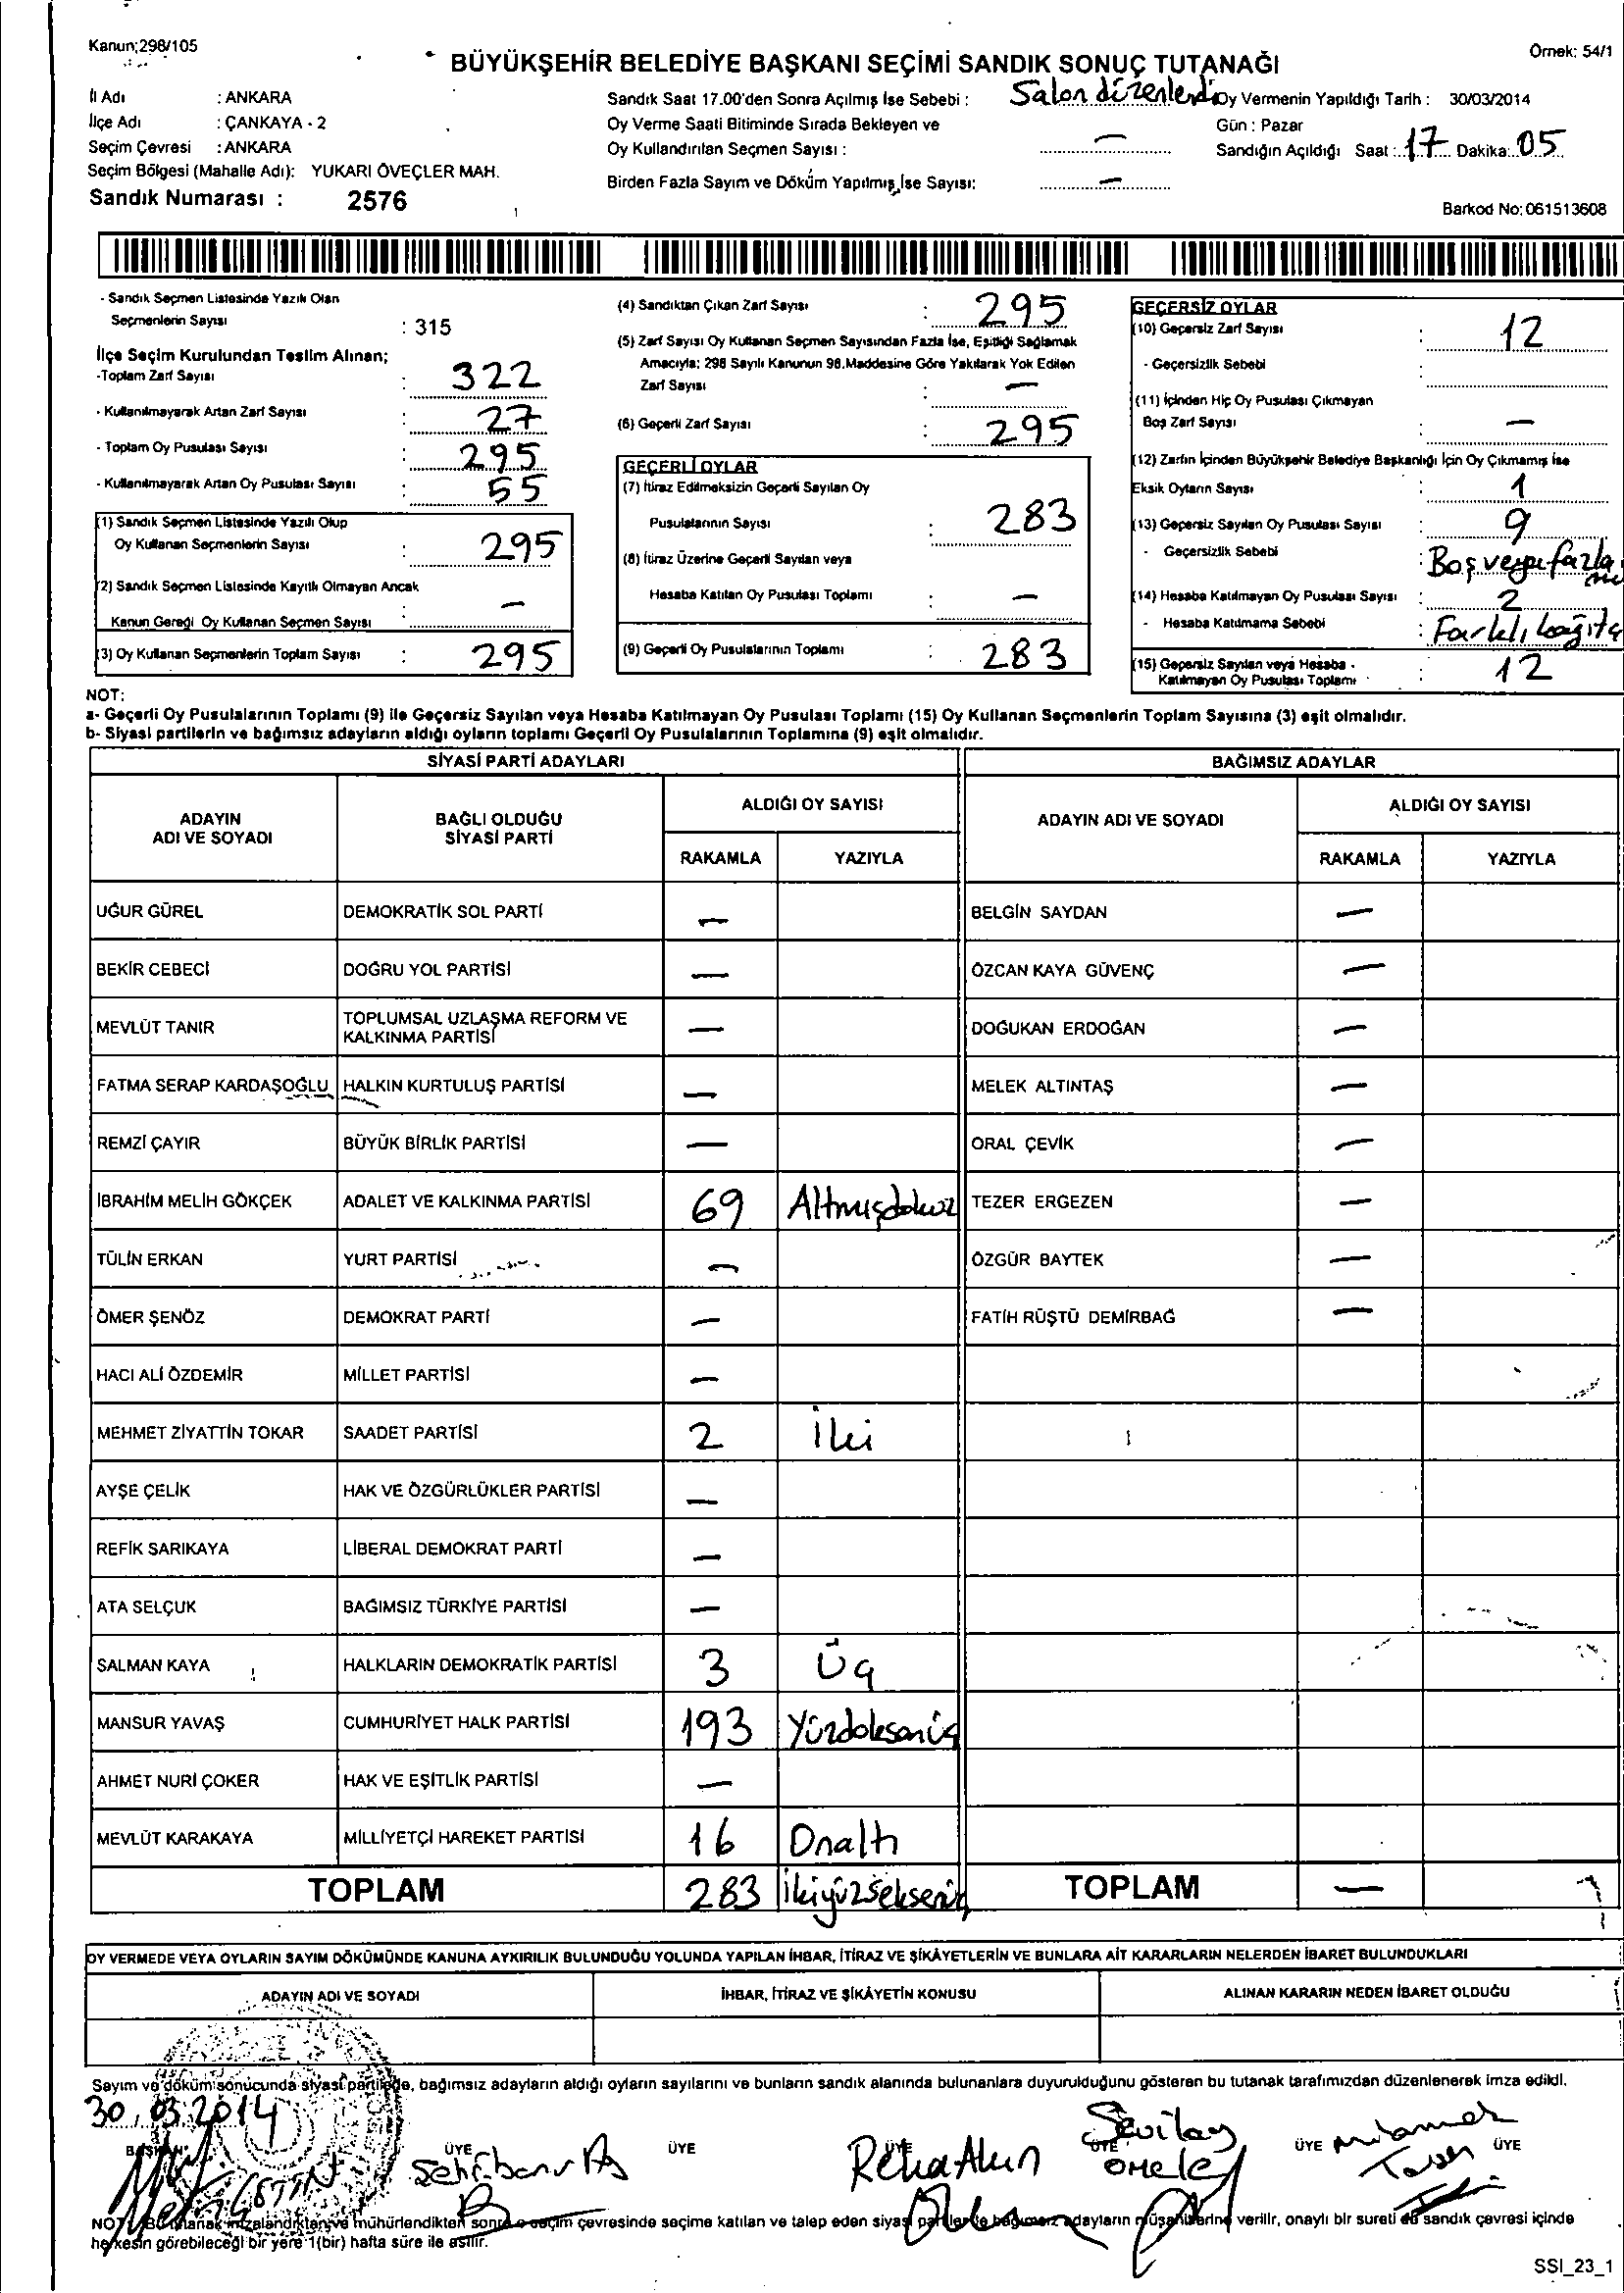 Kanun;298/105
Örnek: 54/1
BÜYÜKŞEHİR BELEDİYE BAŞKANI SEÇİMİ SANDIK SONUÇ TUTANAĞI
İl Adı : ANKARA
İlçe Adı : ÇANKAYA - 2
Seçim Çevresi : ANKARA
Seçim Bölgesi (Mahalle Adı): YUKARI ÖVEÇLER MAH.
Sandık Numarası : 2576
Sandık Saat 17.00'den Sonra Açılmış İse Sebebi : Salon düzenlendi
Oy Verme Saati Bitiminde Sırada Bekleyen ve
Oy Kullandırılan Seçmen Sayısı : —
Birden Fazla Sayım ve Döküm Yapılmış İse Sayısı: —
Oy Vermenin Yapıldığı Tarih : 30/03/2014
Gün : Pazar
Sandığın Açıldığı Saat : 17 Dakika: 05
Barkod No: 061513608
- Sandık Seçmen Listesinde Yazılı Olan
Seçmenlerin Sayısı : 315
İlçe Seçim Kurulundan Teslim Alınan;
-Toplam Zarf Sayısı : 322
- Kullanılmayarak Artan Zarf Sayısı : 27
- Toplam Oy Pusulası Sayısı : 295
- Kullanılmayarak Artan Oy Pusulası Sayısı : 55
(1) Sandık Seçmen Listesinde Yazılı Olup
Oy Kullanan Seçmenlerin Sayısı : 295
(2) Sandık Seçmen Listesinde Kayıtlı Olmayan Ancak
Kanun Gereği Oy Kullanan Seçmen Sayısı : —
(3) Oy Kullanan Seçmenlerin Toplam Sayısı : 295
(4) Sandıktan Çıkan Zarf Sayısı : 295
(5) Zarf Sayısı Oy Kullanan Seçmen Sayısından Fazla İse, Eşitliği Sağlamak
Amacıyla; 298 Sayılı Kanunun 98.Maddesine Göre Yakılarak Yok Edilen
Zarf Sayısı : —
(6) Geçerli Zarf Sayısı : 295
GEÇERLİ OYLAR
(7) İtiraz Edilmeksizin Geçerli Sayılan Oy
Pusulalarının Sayısı : 283
(8) İtiraz Üzerine Geçerli Sayılan veya
Hesaba Katılan Oy Pusulası Toplamı : —
(9) Geçerli Oy Pusulalarının Toplamı : 283
GEÇERSİZ OYLAR
(10) Geçersiz Zarf Sayısı : 12
- Geçersizlik Sebebi :
(11) İçinden Hiç Oy Pusulası Çıkmayan
Boş Zarf Sayısı : —
(12) Zarfın İçinden Büyükşehir Belediye Başkanlığı İçin Oy Çıkmamış İse
Eksik Oyların Sayısı : 1
(13) Geçersiz Sayılan Oy Pusulası Sayısı : 9
- Geçersizlik Sebebi : Boş veya fazla
(14) Hesaba Katılmayan Oy Pusulası Sayısı : 2
- Hesaba Katılmama Sebebi : Farklı
(15) Geçersiz Sayılan veya Hesaba -
Katılmayan Oy Pusulası Toplamı : 12
NOT:
a- Geçerli Oy Pusulalarının Toplamı (9) ile Geçersiz Sayılan veya Hesaba Katılmayan Oy Pusulası Toplamı (15) Oy Kullanan Seçmenlerin Toplam Sayısına (3) eşit olmalıdır.
b- Siyasi partilerin ve bağımsız adayların aldığı oyların toplamı Geçerli Oy Pusulalarının Toplamına (9) eşit olmalıdır.
SİYASİ PARTİ ADAYLARI BAĞIMSIZ ADAYLAR
ADAYIN ADI VE SOYADI BAĞLI OLDUĞU SİYASİ PARTİ ALDIĞI OY SAYISI ADAYIN ADI VE SOYADI ALDIĞI OY SAYISI
RAKAMLA YAZIYLA RAKAMLA YAZIYLA
UĞUR GÜREL DEMOKRATİK SOL PARTİ — BELGİN SAYDAN —
BEKİR CEBECİ DOĞRU YOL PARTİSİ — ÖZCAN KAYA GÜVENÇ —
MEVLÜT TANIR TOPLUMSAL UZLAŞMA REFORM VE KALKINMA PARTİSİ — DOĞUKAN ERDOĞAN —
FATMA SERAP KARDAŞOĞLU HALKIN KURTULUŞ PARTİSİ — MELEK ALTINTAŞ —
REMZİ ÇAYIR BÜYÜK BİRLİK PARTİSİ — ORAL ÇEVİK —
İBRAHİM MELİH GÖKÇEK ADALET VE KALKINMA PARTİSİ 69 Altmışdokuz TEZER ERGEZEN —
TÜLİN ERKAN YURT PARTİSİ — ÖZGÜR BAYTEK —
ÖMER ŞENÖZ DEMOKRAT PARTİ — FATİH RÜŞTÜ DEMİRBAĞ —
HACI ALİ ÖZDEMİR MİLLET PARTİSİ —
MEHMET ZİYATTİN TOKAR SAADET PARTİSİ 2 İki
AYŞE ÇELİK HAK VE ÖZGÜRLÜKLER PARTİSİ —
REFİK SARIKAYA LİBERAL DEMOKRAT PARTİ —
ATA SELÇUK BAĞIMSIZ TÜRKİYE PARTİSİ —
SALMAN KAYA HALKLARIN DEMOKRATİK PARTİSİ 3 Üç
MANSUR YAVAŞ CUMHURİYET HALK PARTİSİ 193 Yüzdoksanüç
AHMET NURİ ÇOKER HAK VE EŞİTLİK PARTİSİ —
MEVLÜT KARAKAYA MİLLİYETÇİ HAREKET PARTİSİ 16 Onaltı
TOPLAM 283 İkiyüzseksenüç TOPLAM —
OY VERMEDE VEYA OYLARIN SAYIM DÖKÜMÜNDE KANUNA AYKIRILIK BULUNDUĞU YOLUNDA YAPILAN İHBAR, İTİRAZ VE ŞİKÂYETLERİN VE BUNLARA AİT KARARLARIN NELERDEN İBARET BULUNDUKLARI
ADAYIN ADI VE SOYADI İHBAR, İTİRAZ VE ŞİKÂYETİN KONUSU ALINAN KARARIN NEDEN İBARET OLDUĞU
Sayım ve döküm sonucunda siyasi partilerde, bağımsız adayların aldığı oyların sayılarını ve bunların sandık alanında bulunanlara duyurulduğunu gösteren bu tutanak tarafımızdan düzenlenerek imza edildi.
30.03.2014
BAŞKAN ÜYE ÜYE ÜYE ÜYE ÜYE ÜYE
NOT: Bu tutanak imzalandıktan ve mühürlendikten sonra o seçim çevresinde seçime katılan ve talep eden siyasi partilerle bağımsız adayların müşahitlerine verilir, onaylı bir sureti de sandık çevresi içinde
herkesin görebileceği bir yere 1(bir) hafta süre ile asılır.
SSI_23_1